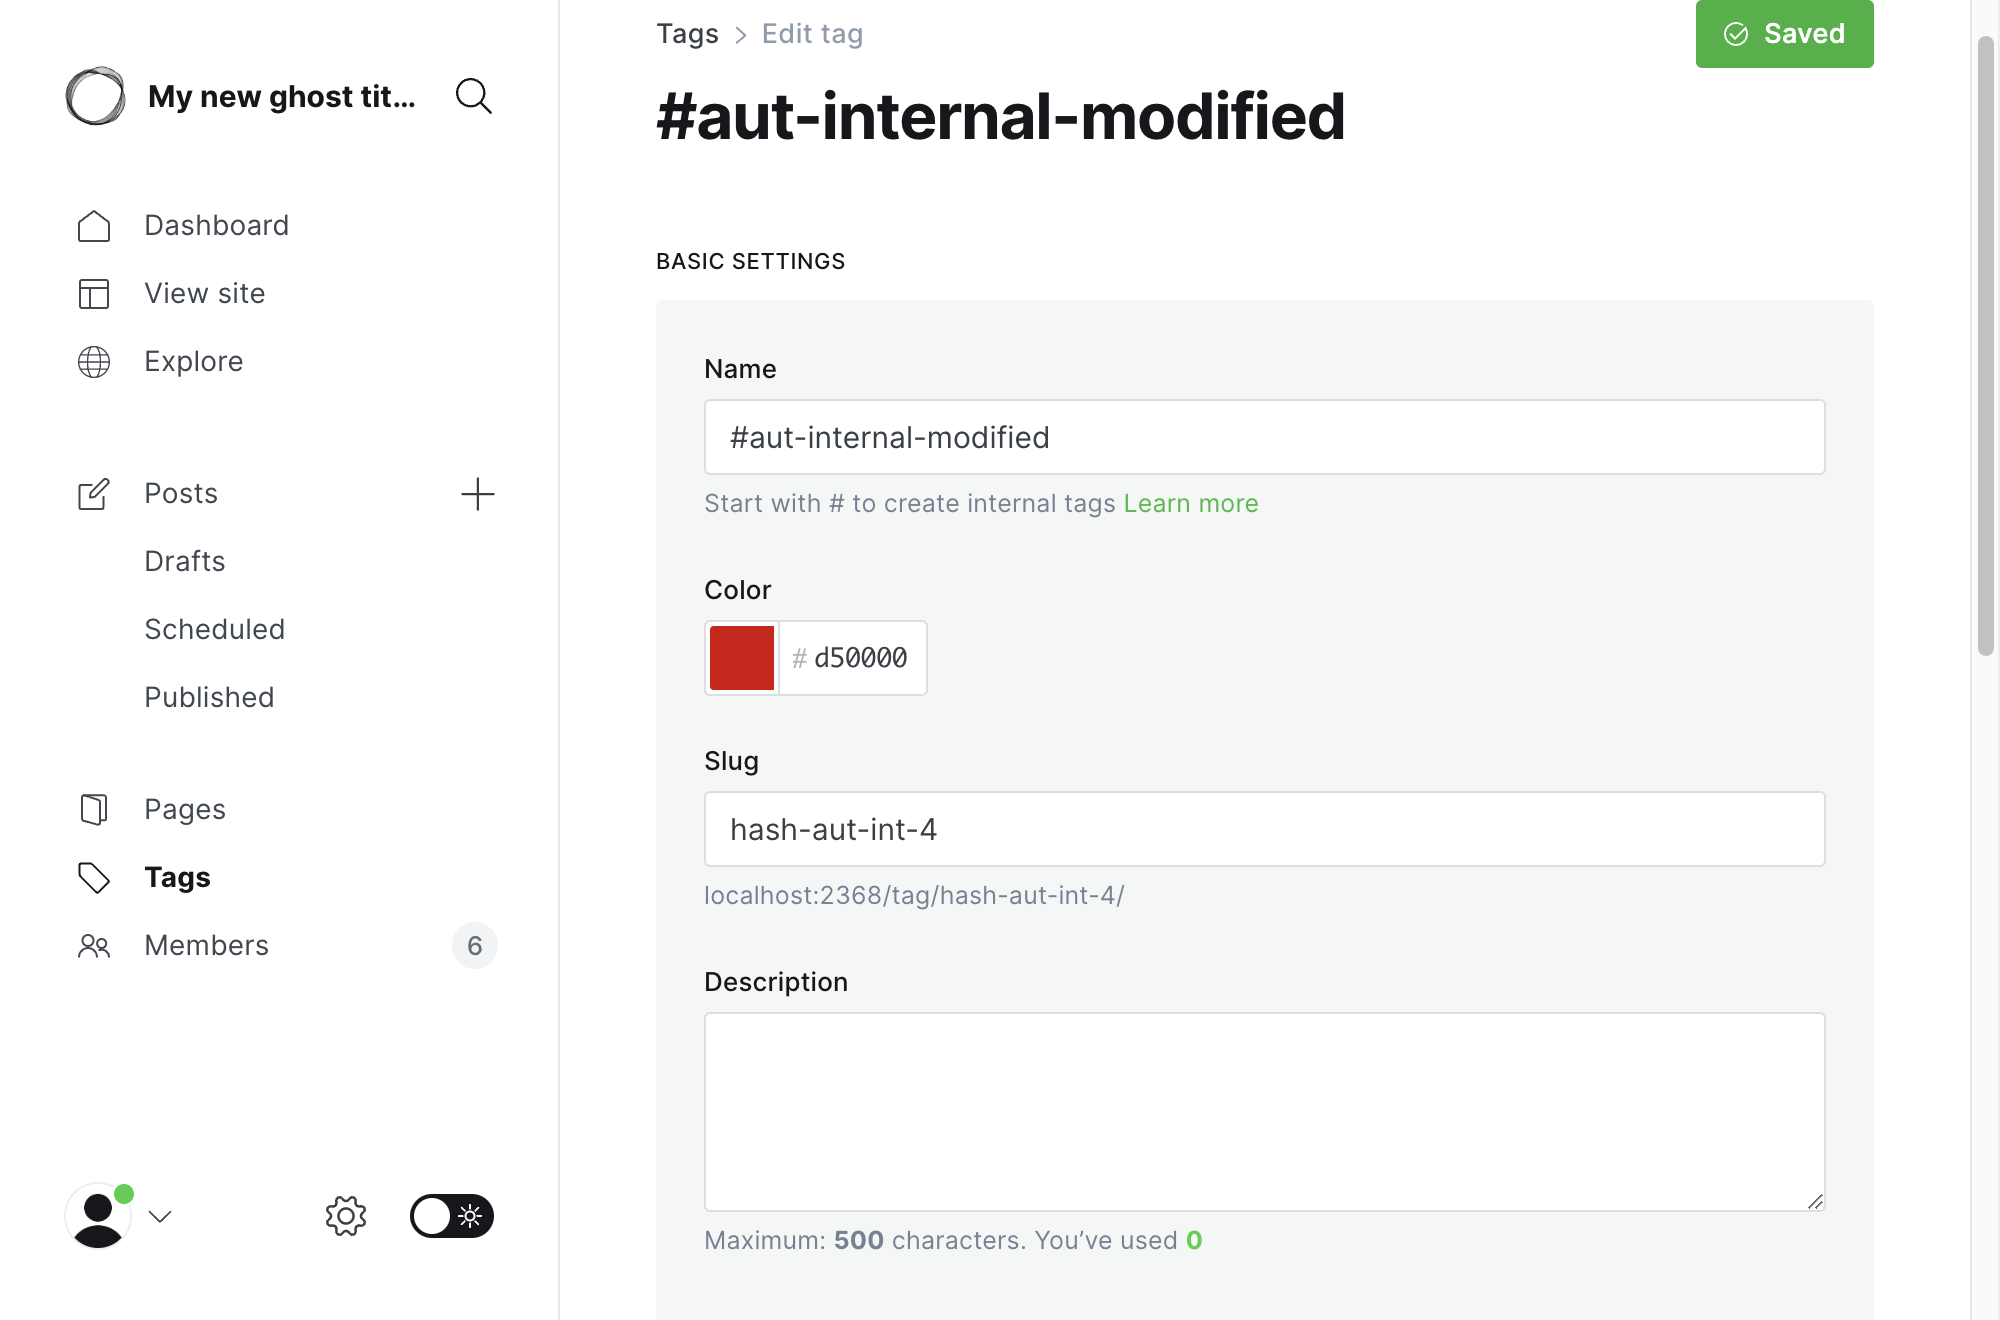 My new ghost tit...
Dashboard
View site
Explore
Posts
Drafts
Scheduled
Published
Pages
Tags
Members 6
Tags > Edit tag
Saved
#aut-internal-modified
BASIC SETTINGS
Name
#aut-internal-modified
Start with # to create internal tags Learn more
Color
# d50000
Slug
hash-aut-int-4
localhost:2368/tag/hash-aut-int-4/
Description
Maximum: 500 characters. You’ve used 0